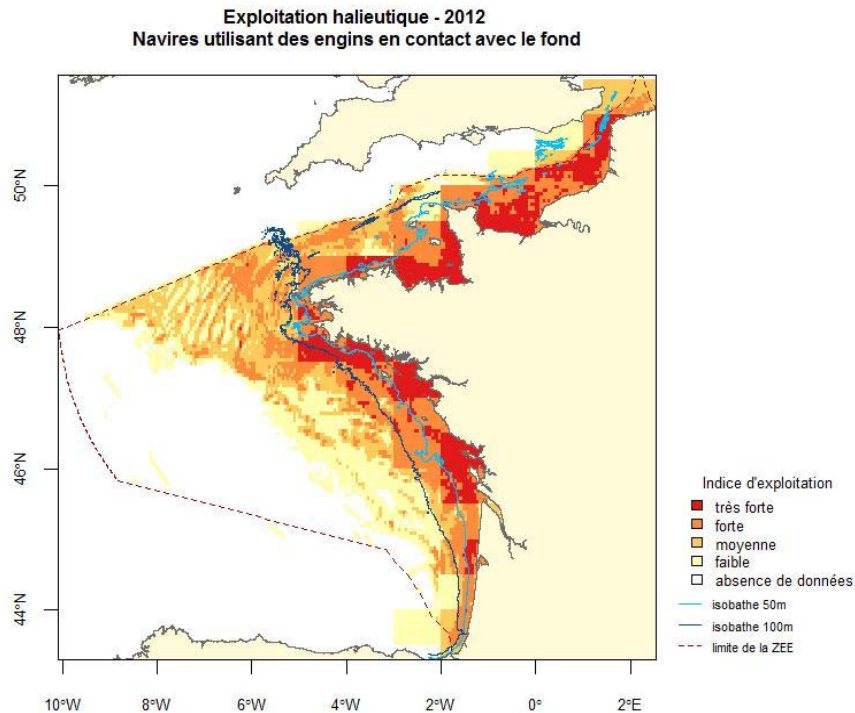 Exploitation halieutique - 2012
Navires utilisant des engins en contact avec le fond
50°N
48°N
46°N
44°N
10°W
8°W
6°W
4°W
2°W
0°
2°E
Indice d'exploitation
très forte
forte
moyenne
faible
absence de données
isobathe 50m
isobathe 100m
limite de la ZEE